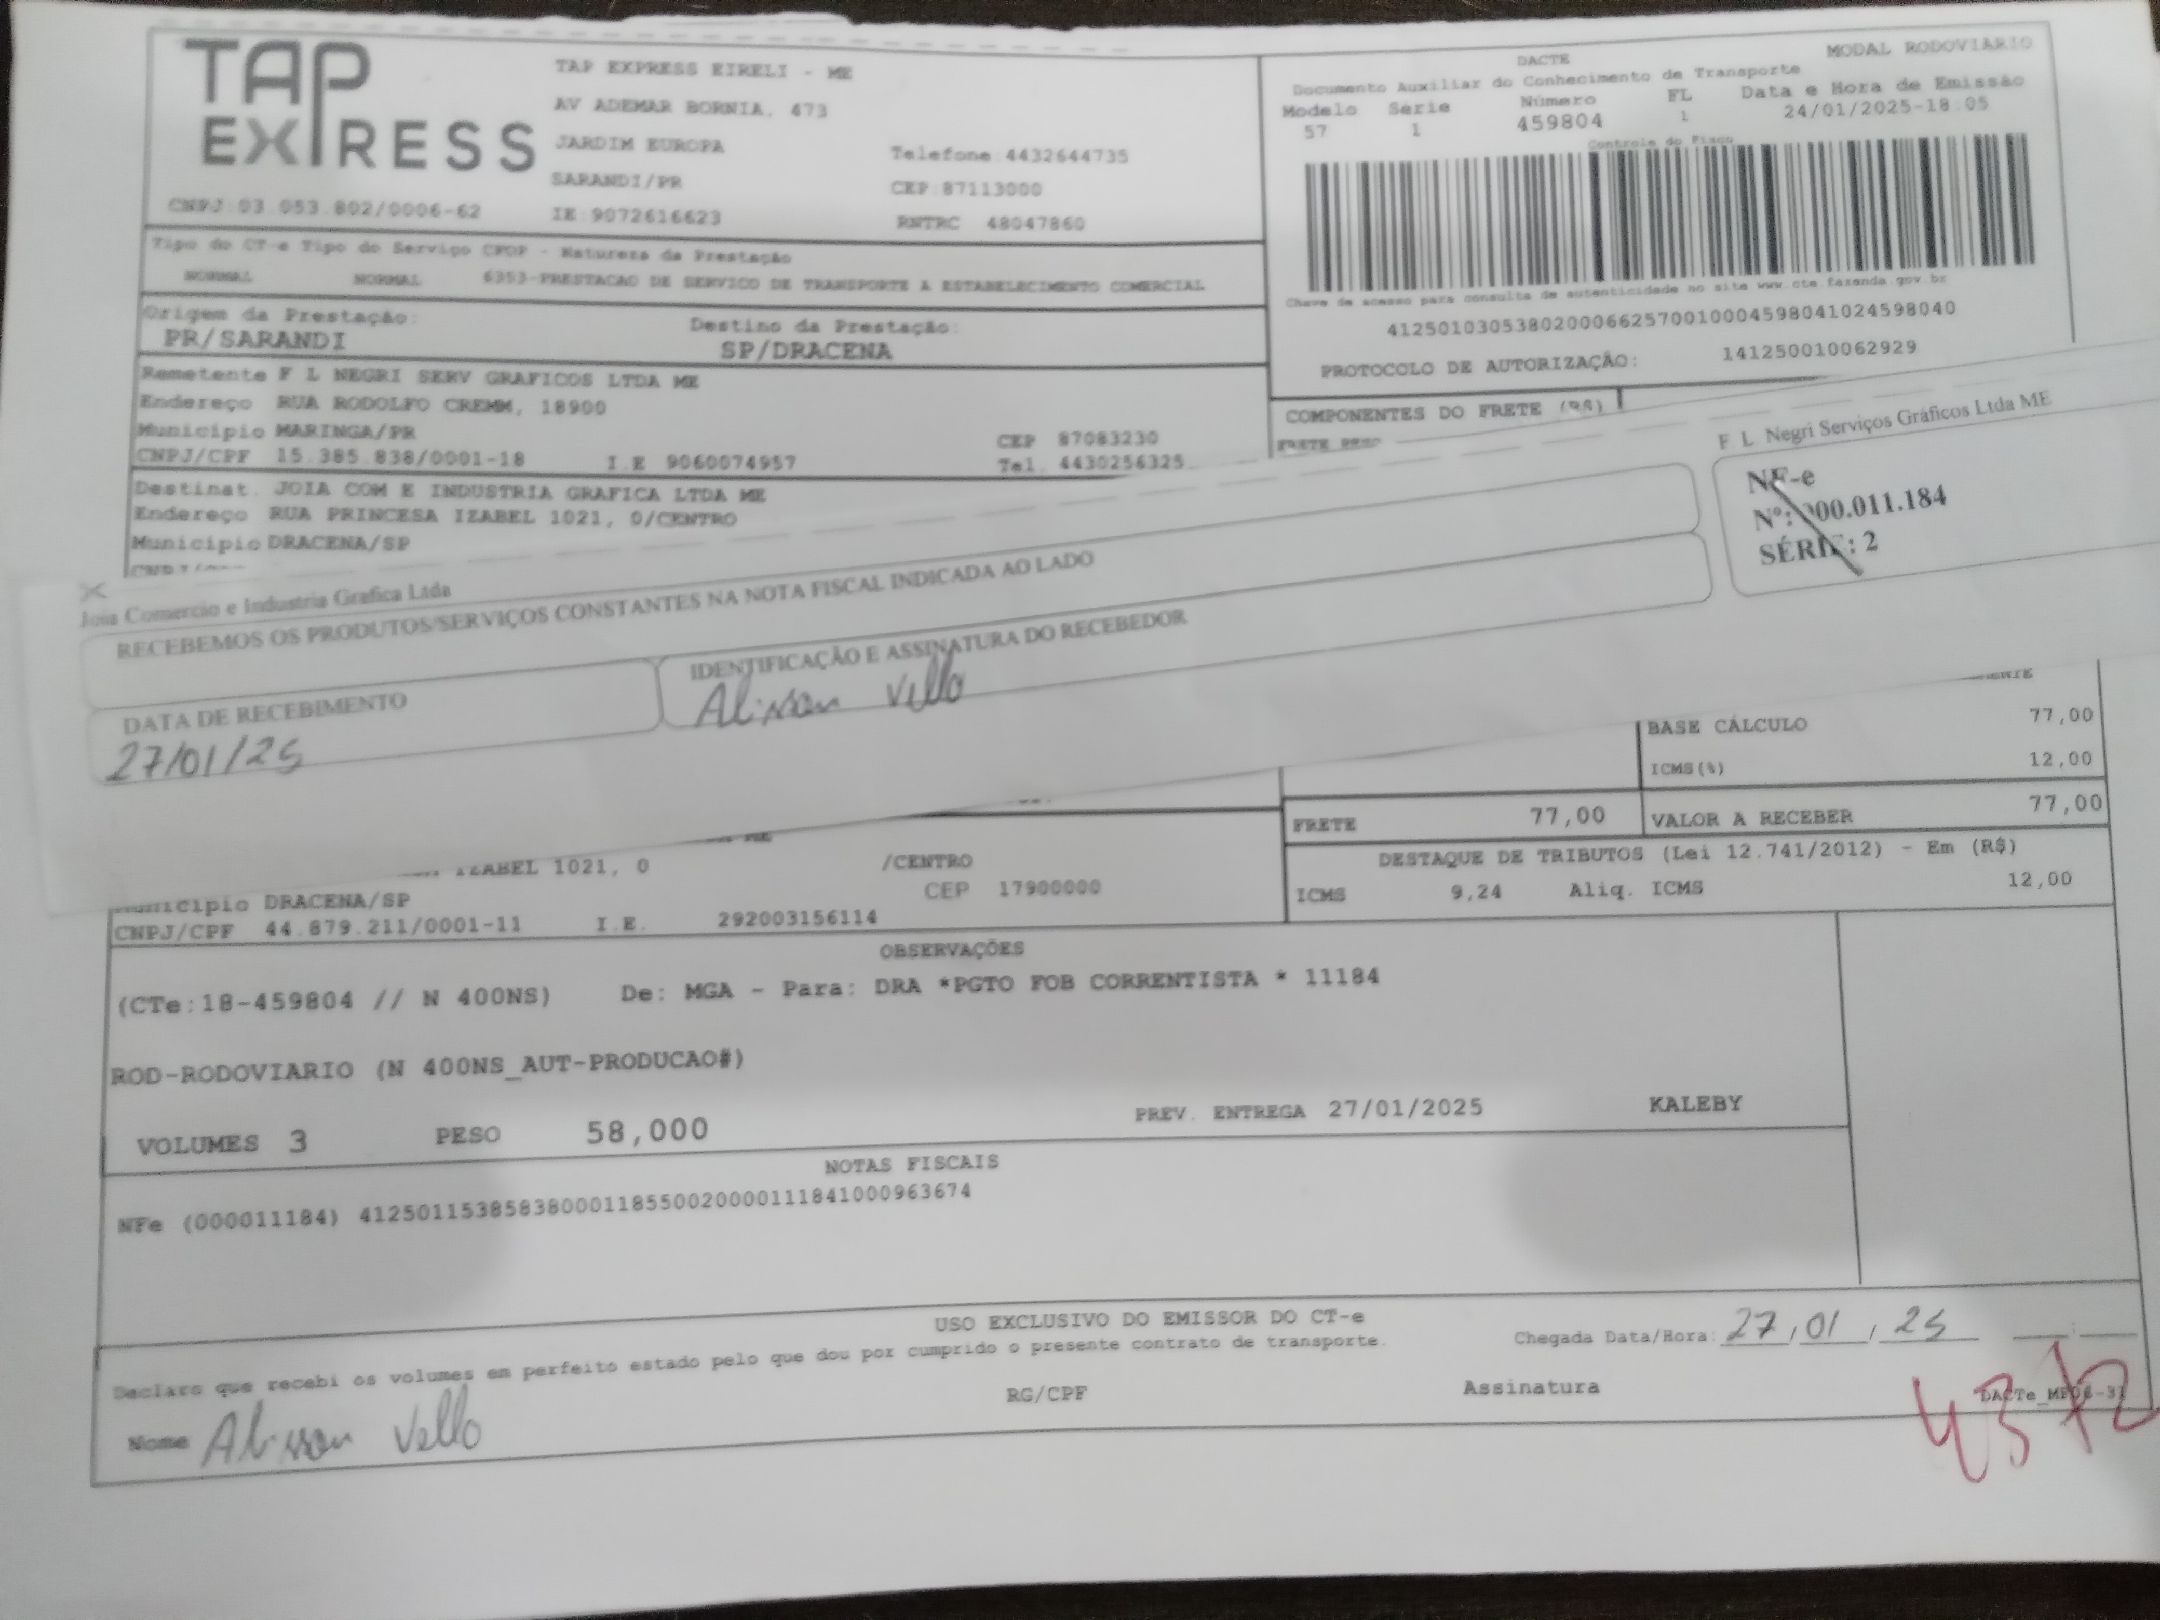 TAP EXPRESS
TAP EXPRESS EIRELI - ME
AV ADEMAR BORNIA, 473
JARDIM EUROPA
Telefone:4432644735
SARANDI/PR
CEP:87113000
CNPJ:03.053.802/0006-62
IE:9072616623
RNTRC 48047860
DACTE
MODAL RODOVIARIO
Documento Auxiliar do Conhecimento de Transporte
Modelo Serie Número FL Data e Hora de Emissão
57 1 459804 1 24/01/2025-18:05
Controle do Fisco
Chave de acesso para consulta de autenticidade no site www.cte.fazenda.gov.br
41250103053802000662570010004598041024598040
PROTOCOLO DE AUTORIZAÇÃO: 141250010062929
Tipo do CT-e Tipo do Serviço CFOP - Natureza da Prestação
NORMAL NORMAL 6353-PRESTACAO DE SERVICO DE TRANSPORTE A ESTABELECIMENTO COMERCIAL
Origem da Prestação: Destino da Prestação:
PR/SARANDI SP/DRACENA
Remetente F L NEGRI SERV GRAFICOS LTDA ME
Endereço RUA RODOLFO CREMM, 18900
Município MARINGA/PR CEP 87083230
CNPJ/CPF 15.385.838/0001-18 I.E 9060074957 Tel. 4430256325
COMPONENTES DO FRETE (R$)
FRETE PESO
Destinat. JOIA COM E INDUSTRIA GRAFICA LTDA ME
Endereço RUA PRINCESA IZABEL 1021, 0/CENTRO
Município DRACENA/SP
F L Negri Serviços Gráficos Ltda ME
NF-e
Nº: 000.011.184
SÉRIE: 2
Joia Comercio e Industria Grafica Ltda
RECEBEMOS OS PRODUTOS/SERVIÇOS CONSTANTES NA NOTA FISCAL INDICADA AO LADO
DATA DE RECEBIMENTO
27/01/25
IDENTIFICAÇÃO E ASSINATURA DO RECEBEDOR
Alisson Vello
BASE CÁLCULO 77,00
ICMS(%) 12,00
FRETE 77,00 VALOR A RECEBER 77,00
DESTAQUE DE TRIBUTOS (Lei 12.741/2012) - Em (R$)
ICMS 9,24 Aliq. ICMS 12,00
IZABEL 1021, 0 /CENTRO
Município DRACENA/SP CEP 17900000
CNPJ/CPF 44.879.211/0001-11 I.E. 292003156114
OBSERVAÇÕES
(CTe:18-459804 // N 400NS) De: MGA - Para: DRA *PGTO FOB CORRENTISTA * 11184
ROD-RODOVIARIO (N 400NS_AUT-PRODUCAO#)
VOLUMES 3 PESO 58,000 PREV. ENTREGA 27/01/2025 KALEBY
NOTAS FISCAIS
NFe (000011184) 41250115385838000118550020000111841000963674
USO EXCLUSIVO DO EMISSOR DO CT-e
Declaro que recebi os volumes em perfeito estado pelo que dou por cumprido o presente contrato de transporte.
Chegada Data/Hora: 27/01/25
RG/CPF Assinatura
Nome Alisson Vello